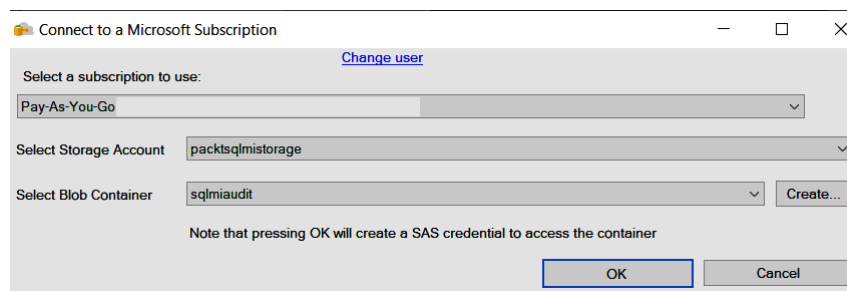 Connect to a Microsoft Subscription
Change user
Select a subscription to use:
Pay-As-You-Go
Select Storage Account packtsqlmistorage
Select Blob Container sqlmiaudit Create...
Note that pressing OK will create a SAS credential to access the container
OK Cancel